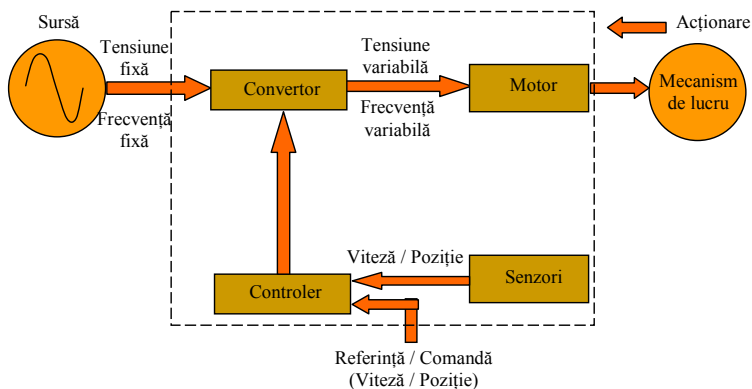 Sursă
Acționare
Tensiune
fixă
Frecvență
fixă
Convertor
Tensiune
variabilă
Frecvență
variabilă
Motor
Mecanism
de lucru
Viteză / Poziție
Senzori
Controler
Referință / Comandă
(Viteză / Poziție)